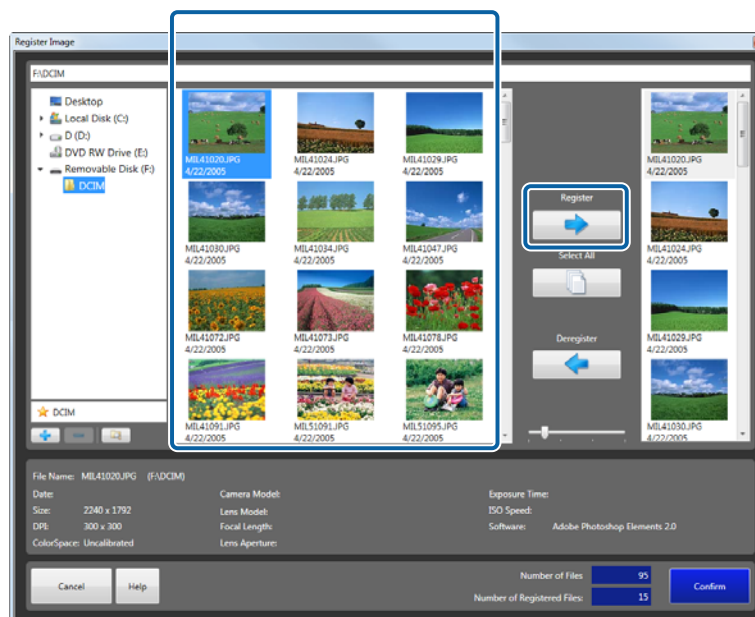 Register Image
F:\DCIM
Desktop
Local Disk (C:)
D (D:)
DVD RW Drive (E:)
Removable Disk (F:)
DCIM
DCIM
MIL41020.JPG
4/22/2005
MIL41024.JPG
4/22/2005
MIL41029.JPG
4/22/2005
MIL41030.JPG
4/22/2005
MIL41034.JPG
4/22/2005
MIL41047.JPG
4/22/2005
MIL41072.JPG
4/22/2005
MIL41073.JPG
4/22/2005
MIL41078.JPG
4/22/2005
MIL41091.JPG
4/22/2005
MIL51091.JPG
4/22/2005
MIL51095.JPG
4/22/2005
Register
Select All
Deregister
MIL41020.JPG
4/22/2005
MIL41024.JPG
4/22/2005
MIL41029.JPG
4/22/2005
MIL41030.JPG
4/22/2005
File Name: MIL41020.JPG (F:\DCIM)
Date:
Size: 2240 x 1792
DPI: 300 x 300
ColorSpace: Uncalibrated
Camera Model:
Lens Model:
Focal Length:
Lens Aperture:
Exposure Time:
ISO Speed:
Software: Adobe Photoshop Elements 2.0
Cancel
Help
Number of Files 95
Number of Registered Files: 15
Confirm